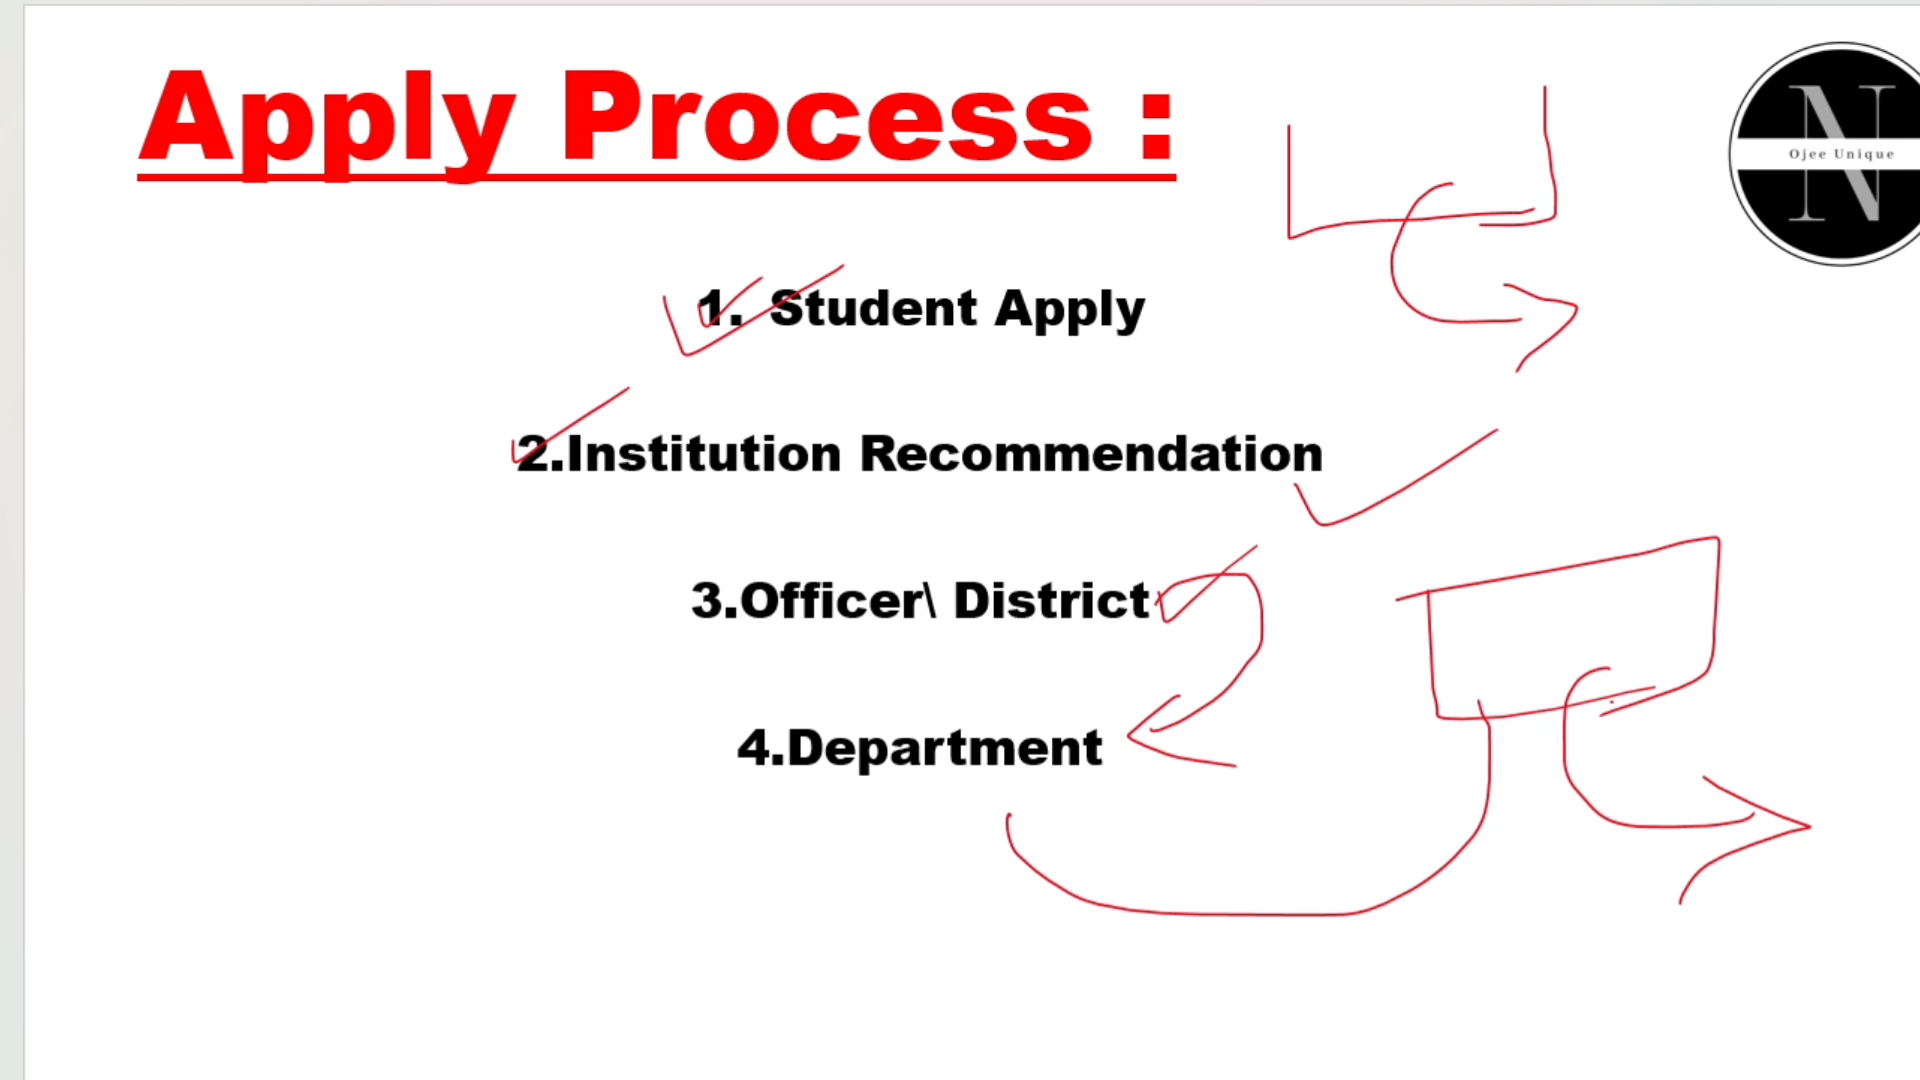 Apply Process :
N
Ojee Unique
1. Student Apply
2.Institution Recommendation
3.Officer\ District
4.Department